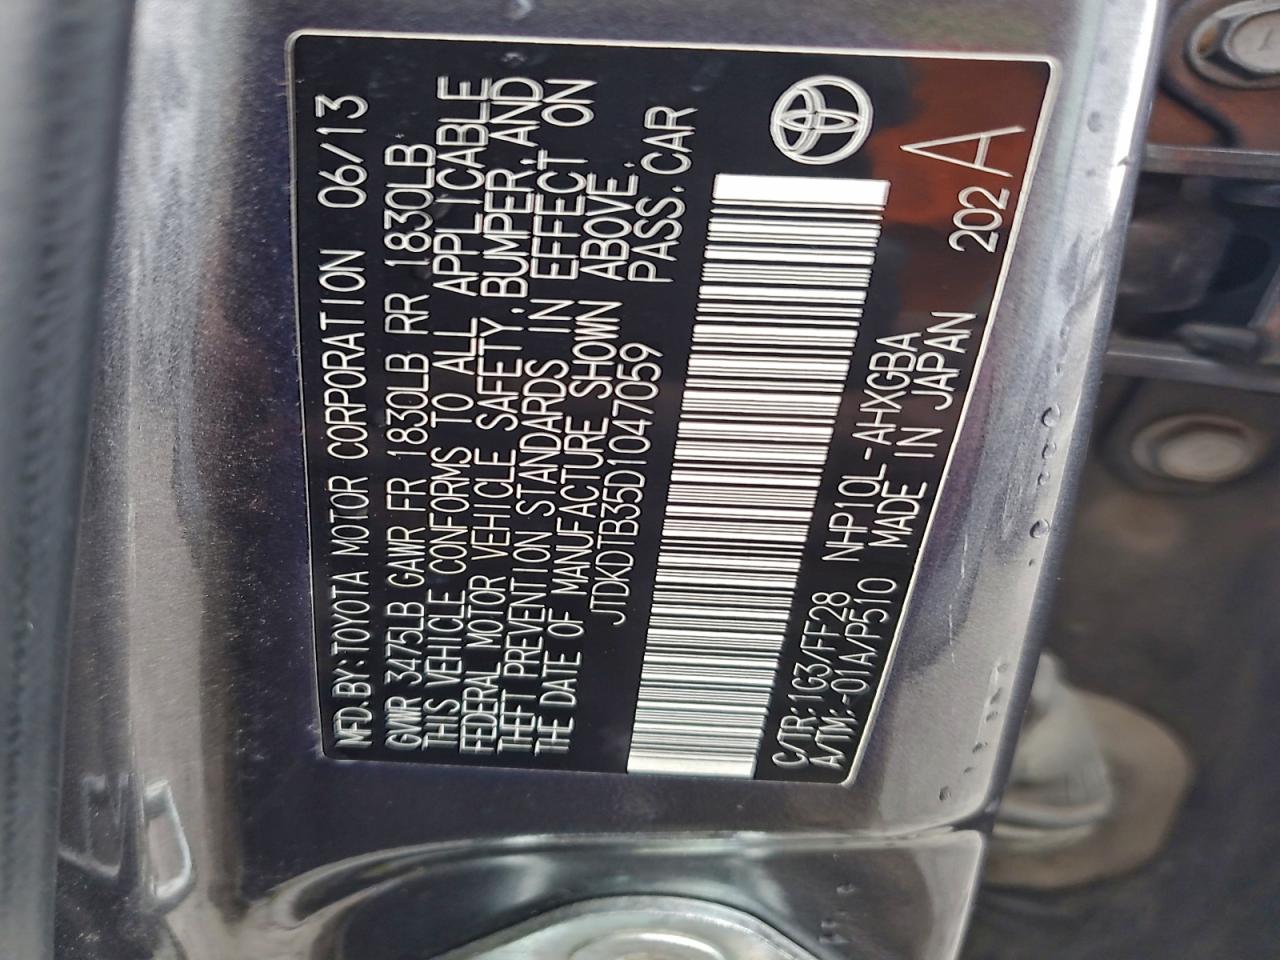 MFD.BY:TOYOTA MOTOR CORPORATION 06/13
GVWR 3475LB GAWR FR 1830LB RR 1830LB
THIS VEHICLE CONFORMS TO ALL APPLICABLE
FEDERAL MOTOR VEHICLE SAFETY,BUMPER,AND
THEFT PREVENTION STANDARDS IN EFFECT ON
THE DATE OF MANUFACTURE SHOWN ABOVE.
JTDKDTB35D1047059 PASS.CAR
C/TR:1G3/FF28 NHP10L-AHXGBA
A/TM:-01A/P510 MADE IN JAPAN 202 A